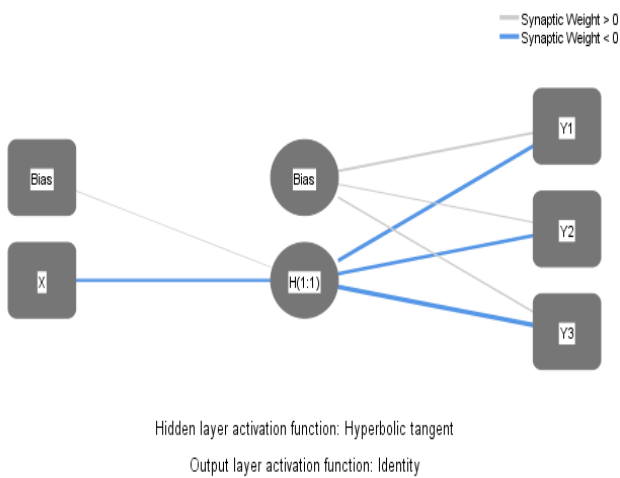 Synaptic Weight > 0
Synaptic Weight < 0
Y1
Bias
Bias
Y2
X
H(1:1)
Y3
Hidden layer activation function: Hyperbolic tangent
Output layer activation function: Identity